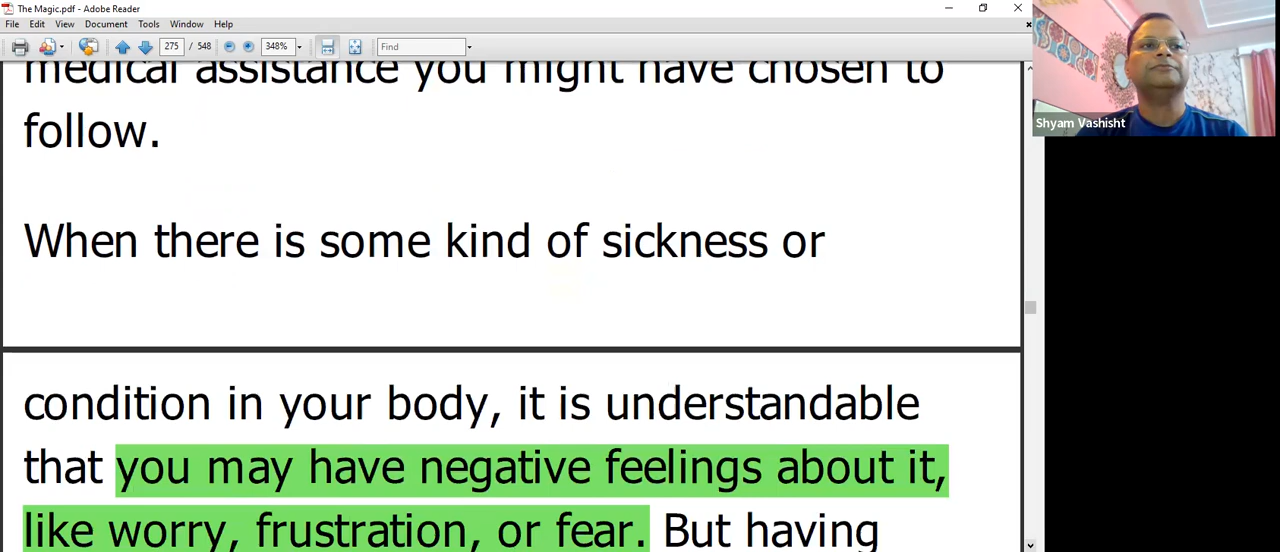 The Magic.pdf - Adobe Reader
File Edit View Document Tools Window Help
275 / 548 348% Find
medical assistance you might have chosen to
follow.
When there is some kind of sickness or
condition in your body, it is understandable
that you may have negative feelings about it,
like worry, frustration, or fear. But having
Shyam Vashisht